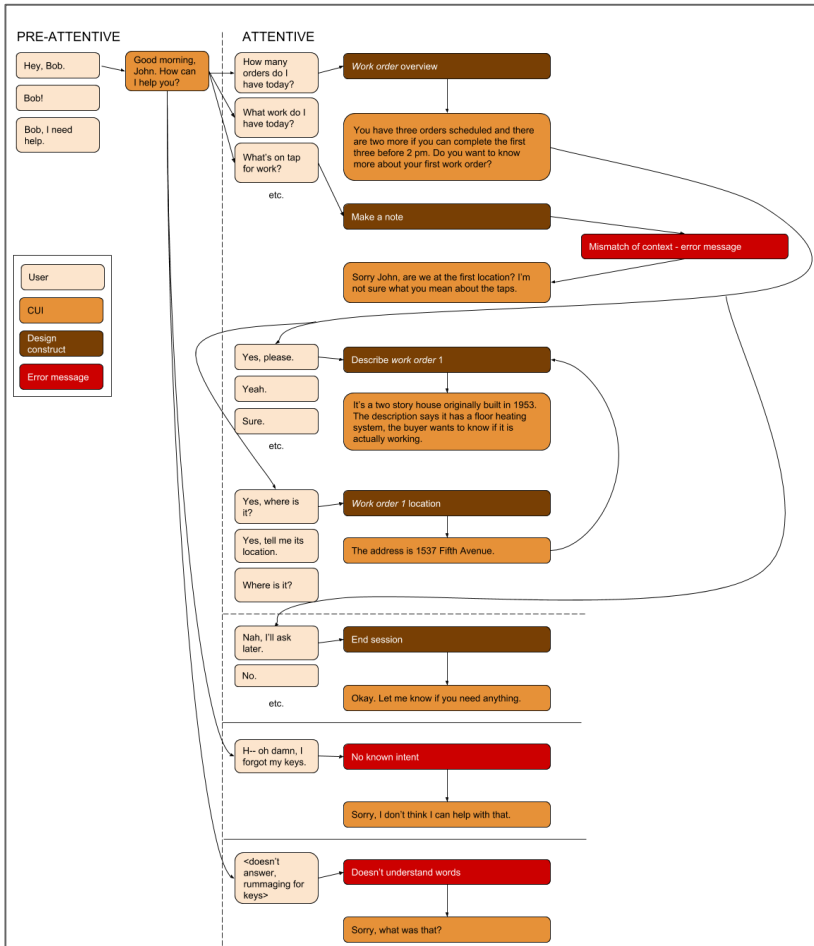 PRE-ATTENTIVE
ATTENTIVE
Hey, Bob.
Bob!
Bob, I need
help.
Good morning,
John. How can
I help you?
How many
orders do I
have today?
What work do I
have today?
What's on tap
for work?
etc.
Work order overview
You have three orders scheduled and there
are two more if you can complete the first
three before 2 pm. Do you want to know
more about your first work order?
Make a note
Mismatch of context - error message
Sorry John, are we at the first location? I'm
not sure what you mean about the taps.
User
CUI
Design
construct
Error message
Yes, please.
Yeah.
Sure.
etc.
Describe work order 1
It's a two story house originally built in 1953.
The description says it has a floor heating
system, the buyer wants to know if it is
actually working.
Yes, where is
it?
Yes, tell me its
location.
Where is it?
Work order 1 location
The address is 1537 Fifth Avenue.
Nah, I'll ask
later.
No.
etc.
End session
Okay. Let me know if you need anything.
H-- oh damn, I
forgot my keys.
No known intent
Sorry, I don't think I can help with that.
<doesn't
answer,
rummaging for
keys>
Doesn't understand words
Sorry, what was that?